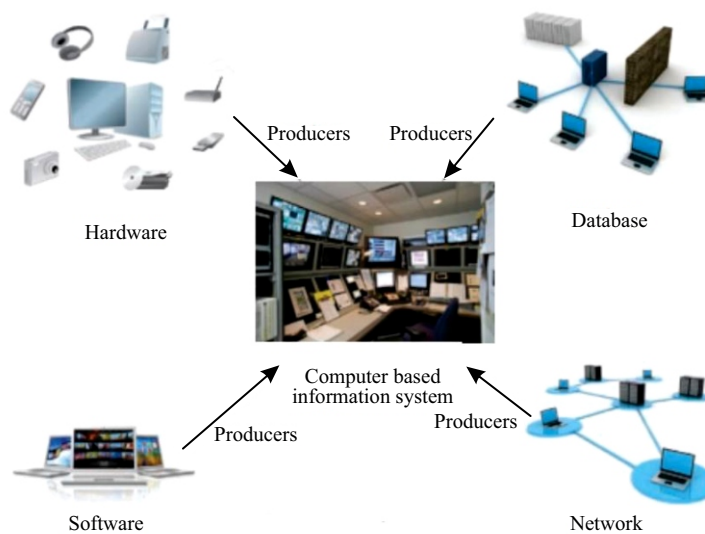 Producers
Producers
Hardware
Database
Computer based
information system
Producers
Producers
Software
Network